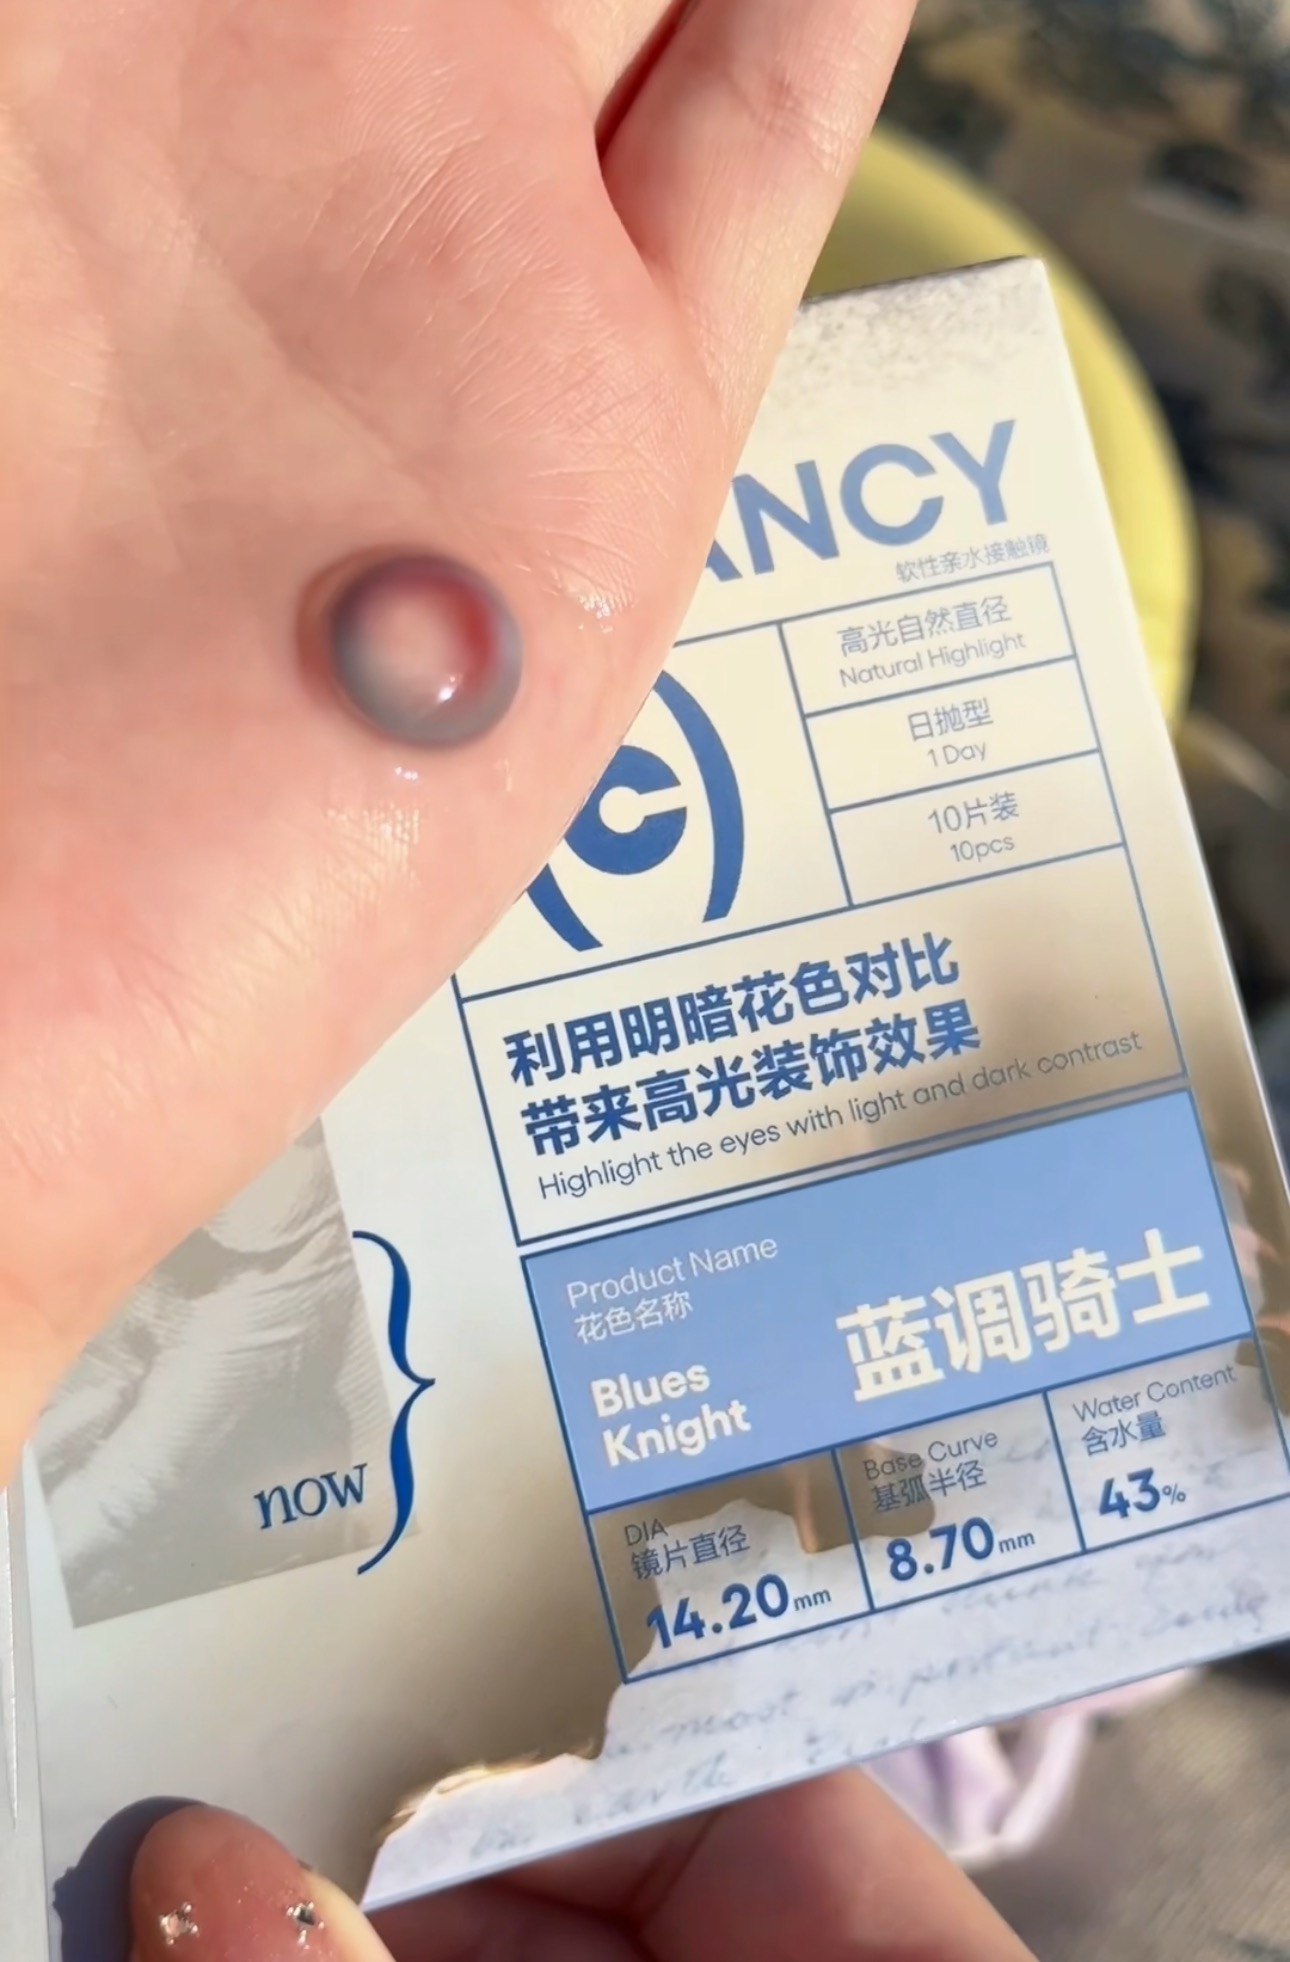 ANCY
软性亲水接触镜
高光自然直径
Natural Highlight
日抛型
1 Day
10片装
10pcs
c
利用明暗花色对比
带来高光装饰效果
Highlight the eyes with light and dark contrast
Product Name
花色名称
Blues
Knight
蓝调骑士
now
DIA
镜片直径
14.20mm
Base Curve
基弧半径
8.70mm
Water Content
含水量
43%